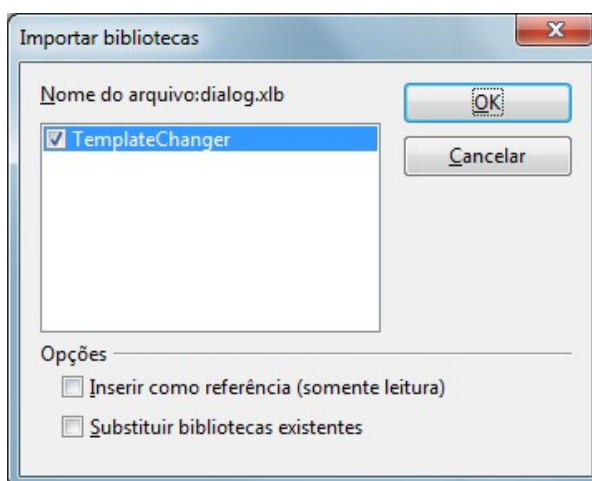 Importar bibliotecas
Nome do arquivo:dialog.xlb
OK
TemplateChanger
Cancelar
Opções
Inserir como referência (somente leitura)
Substituir bibliotecas existentes